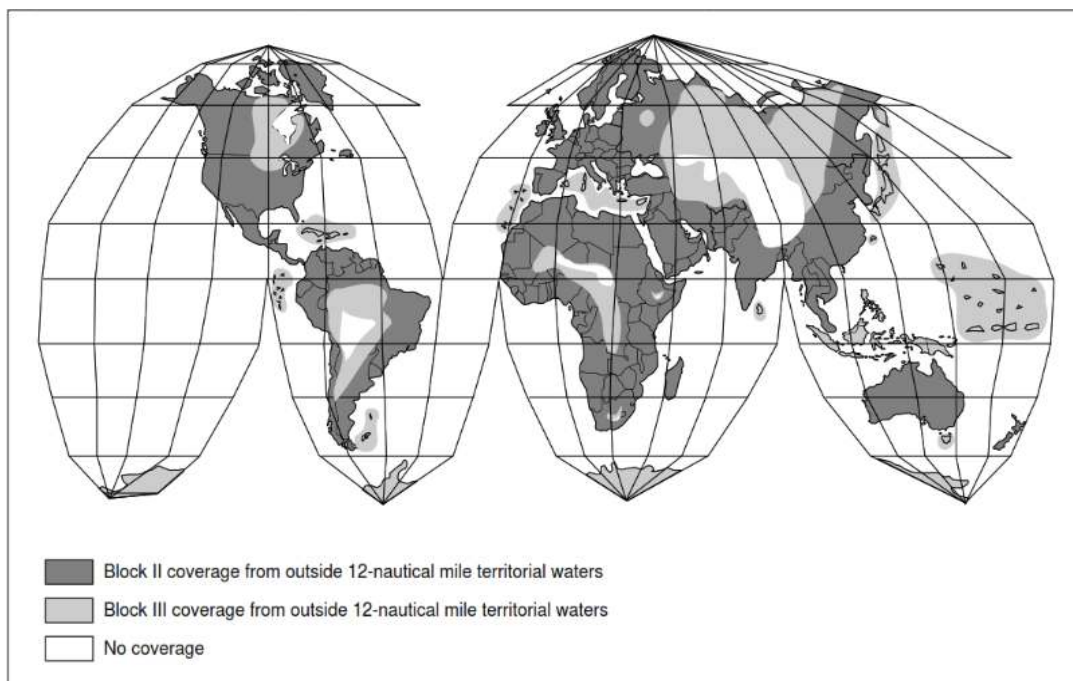 Block II coverage from outside 12-nautical mile territorial waters
Block III coverage from outside 12-nautical mile territorial waters
No coverage